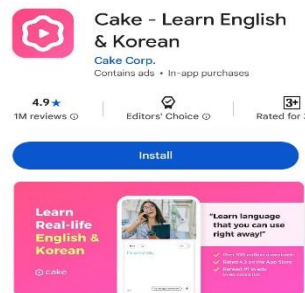 Cake - Learn English
& Korean
Cake Corp.
Contains ads • In-app purchases
4.9★
1M reviews
Editors' Choice
3+
Rated for
Install
Learn
Real-life
English &
Korean
cake
"Learn language
that you can use
right away!"